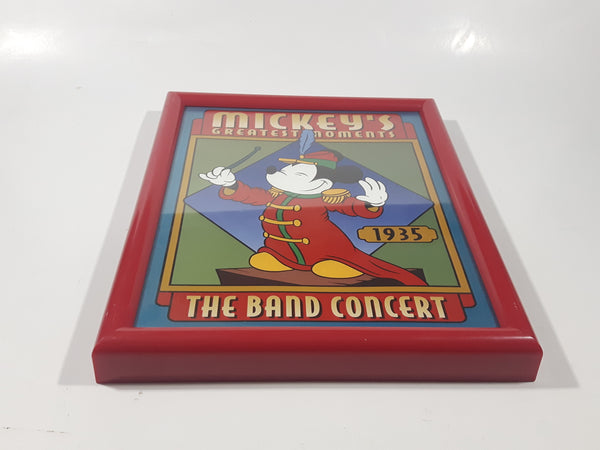 MICKEY'S
GREATEST MOMENTS
1935
THE BAND CONCERT